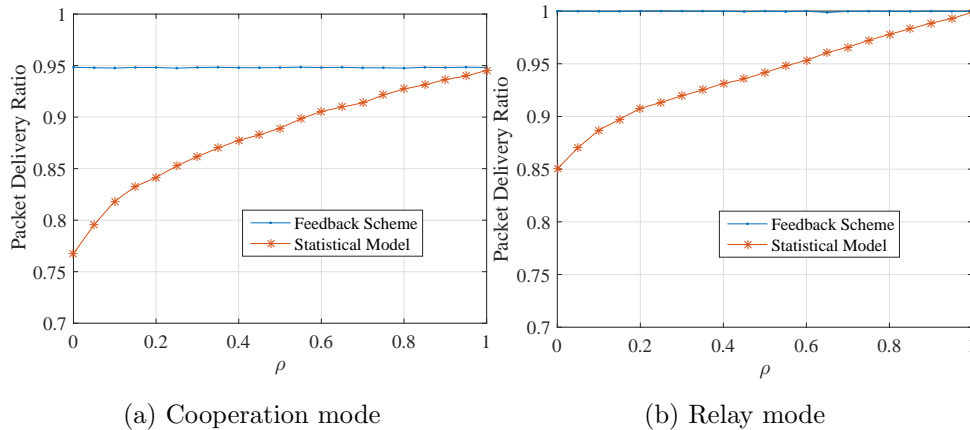 Packet Delivery Ratio
1
0.95
0.9
0.85
0.8
0.75
0.7
0 0.2 0.4 0.6 0.8 1
ρ
Feedback Scheme
Statistical Model
(a) Cooperation mode
Packet Delivery Ratio
1
0.95
0.9
0.85
0.8
0.75
0.7
0 0.2 0.4 0.6 0.8 1
ρ
Feedback Scheme
Statistical Model
(b) Relay mode